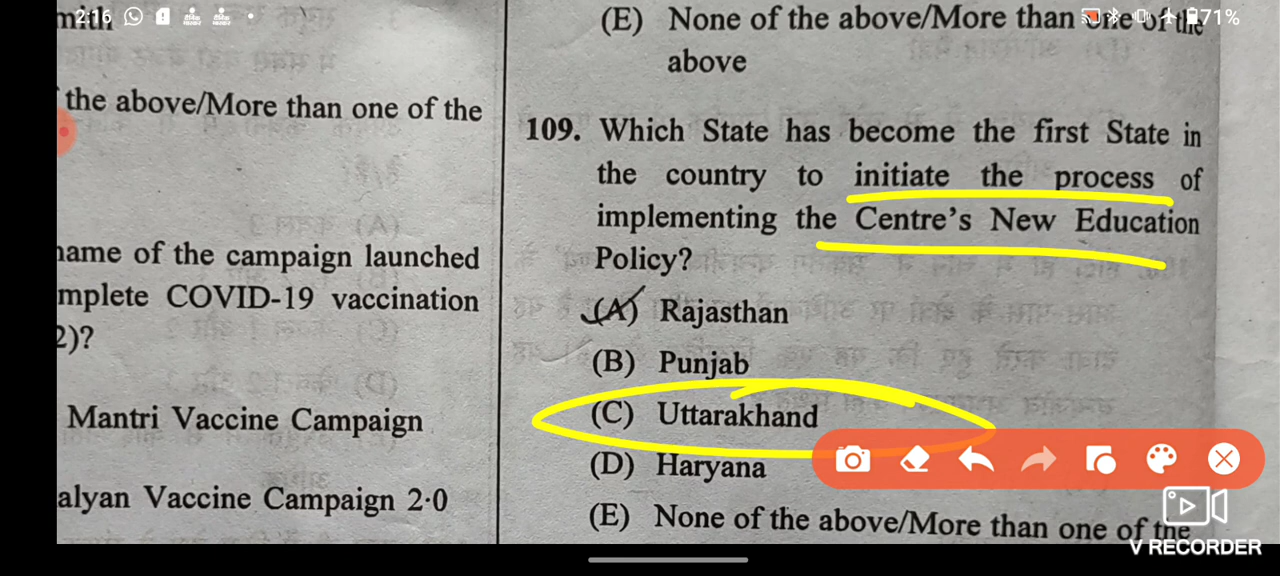 2:16
71%
mith
the above/More than one of the
name of the campaign launched
mplete COVID-19 vaccination
2)?
Mantri Vaccine Campaign
alyan Vaccine Campaign 2·0
(E) None of the above/More than one of the
above
109. Which State has become the first State in
the country to initiate the process of
implementing the Centre's New Education
Policy?
(A) Rajasthan
(B) Punjab
(C) Uttarakhand
(D) Haryana
(E) None of the above/More than one of the
V RECORDER